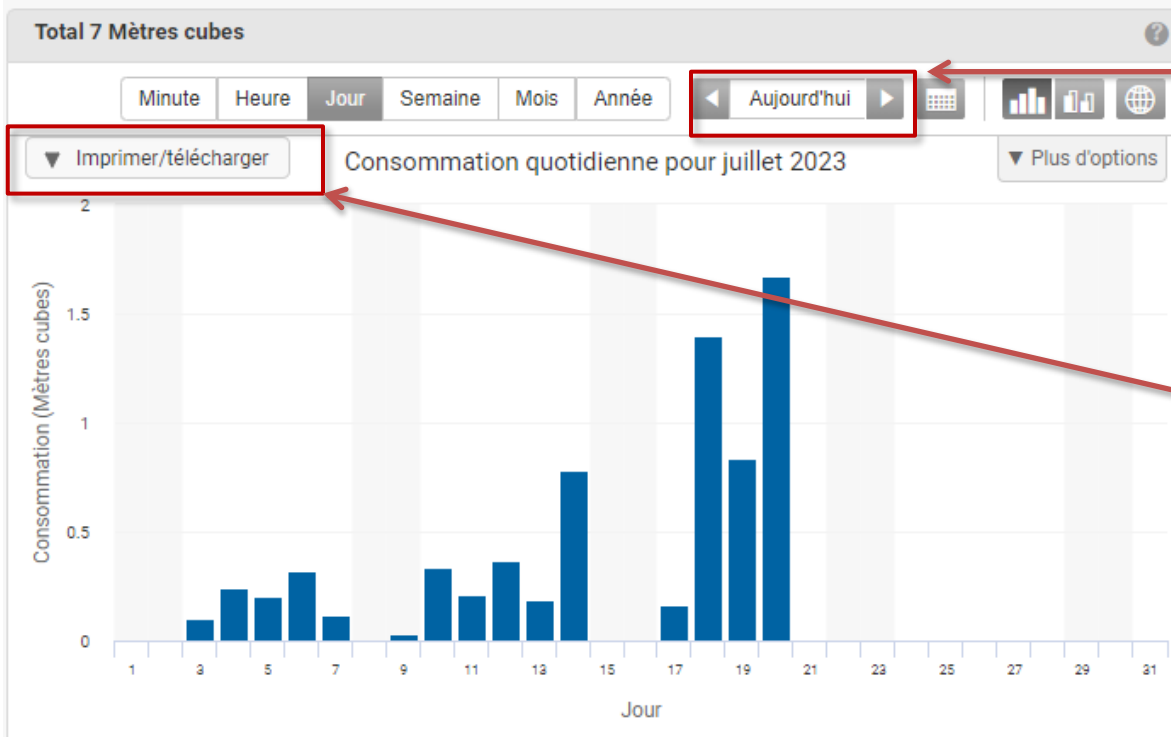 Total 7 Mètres cubes
?
Minute Heure Jour Semaine Mois Année Aujourd'hui
Imprimer/télécharger
Consommation quotidienne pour juillet 2023
Plus d'options
Consommation (Mètres cubes)
2
1.5
1
0.5
0
1 3 5 7 9 11 13 15 17 19 21 23 25 27 29 31
Jour